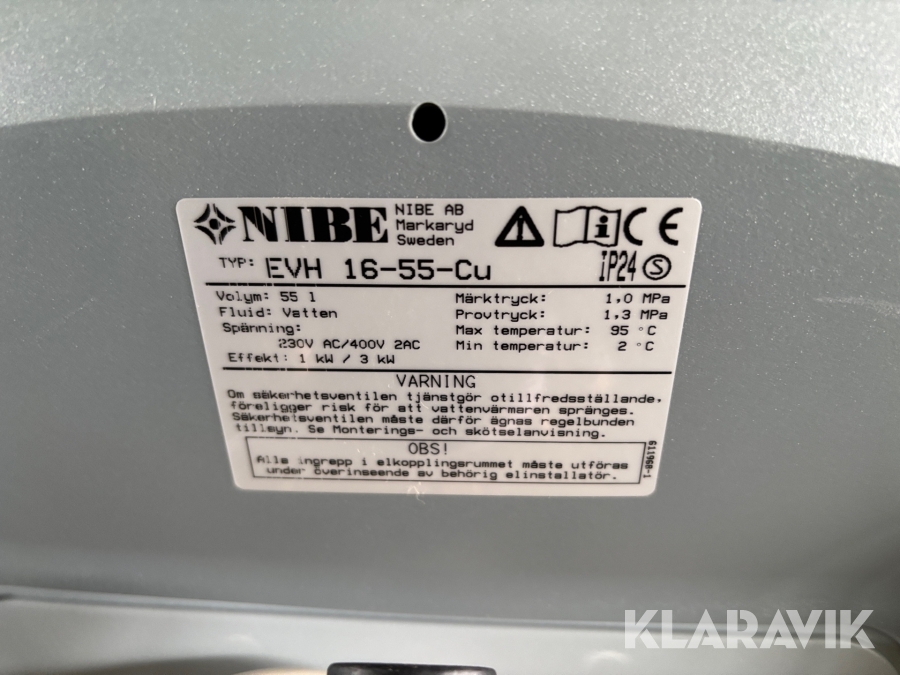 NIBE
NIBE AB
Markaryd
Sweden
CE
TYP: EVH 16-55-Cu
IP24 S
Volym: 55 l
Fluid: Vatten
Spänning:
230V AC/400V 2AC
Effekt: 1 kW / 3 kW
Märktryck: 1,0 MPa
Provtryck: 1,3 MPa
Max temperatur: 95 °C
Min temperatur: 2 °C
VARNING
Om säkerhetsventilen tjänstgör otillfredsställande,
föreligger risk för att vattenvärmaren spränges.
Säkerhetsventilen måste därför ägnas regelbunden
tillsyn. Se Monterings- och skötselanvisning.
OBS!
Alla ingrepp i elkopplingsrummet måste utföras
under överinseende av behörig elinstallatör.
611968-1
KLARAVIK